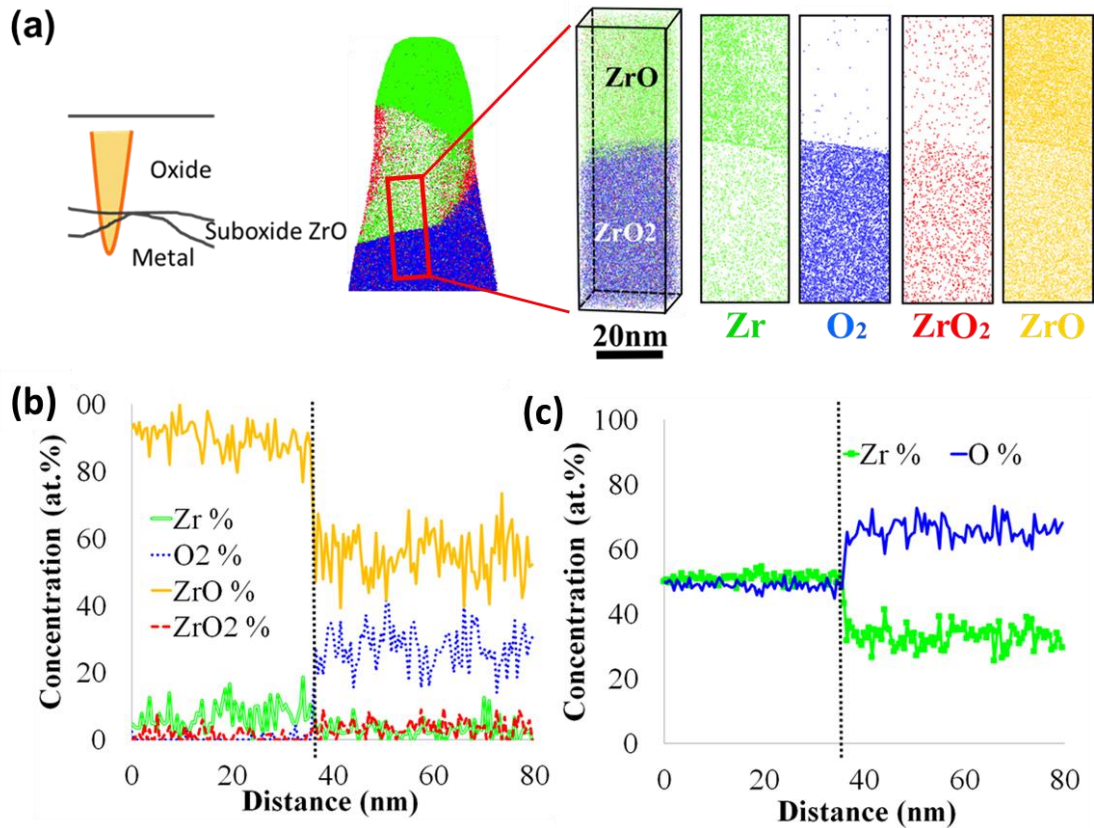 (a)
Oxide
Suboxide ZrO
Metal
ZrO
ZrO2
20nm
Zr
O2
ZrO2
ZrO
(b)
Concentration (at.%)
00
80
60
40
20
0
Zr %
O2 %
ZrO %
ZrO2 %
0 20 40 60 80
Distance (nm)
(c)
Concentration (at.%)
100
80
60
40
20
0
Zr % O %
0 20 40 60 80
Distance (nm)